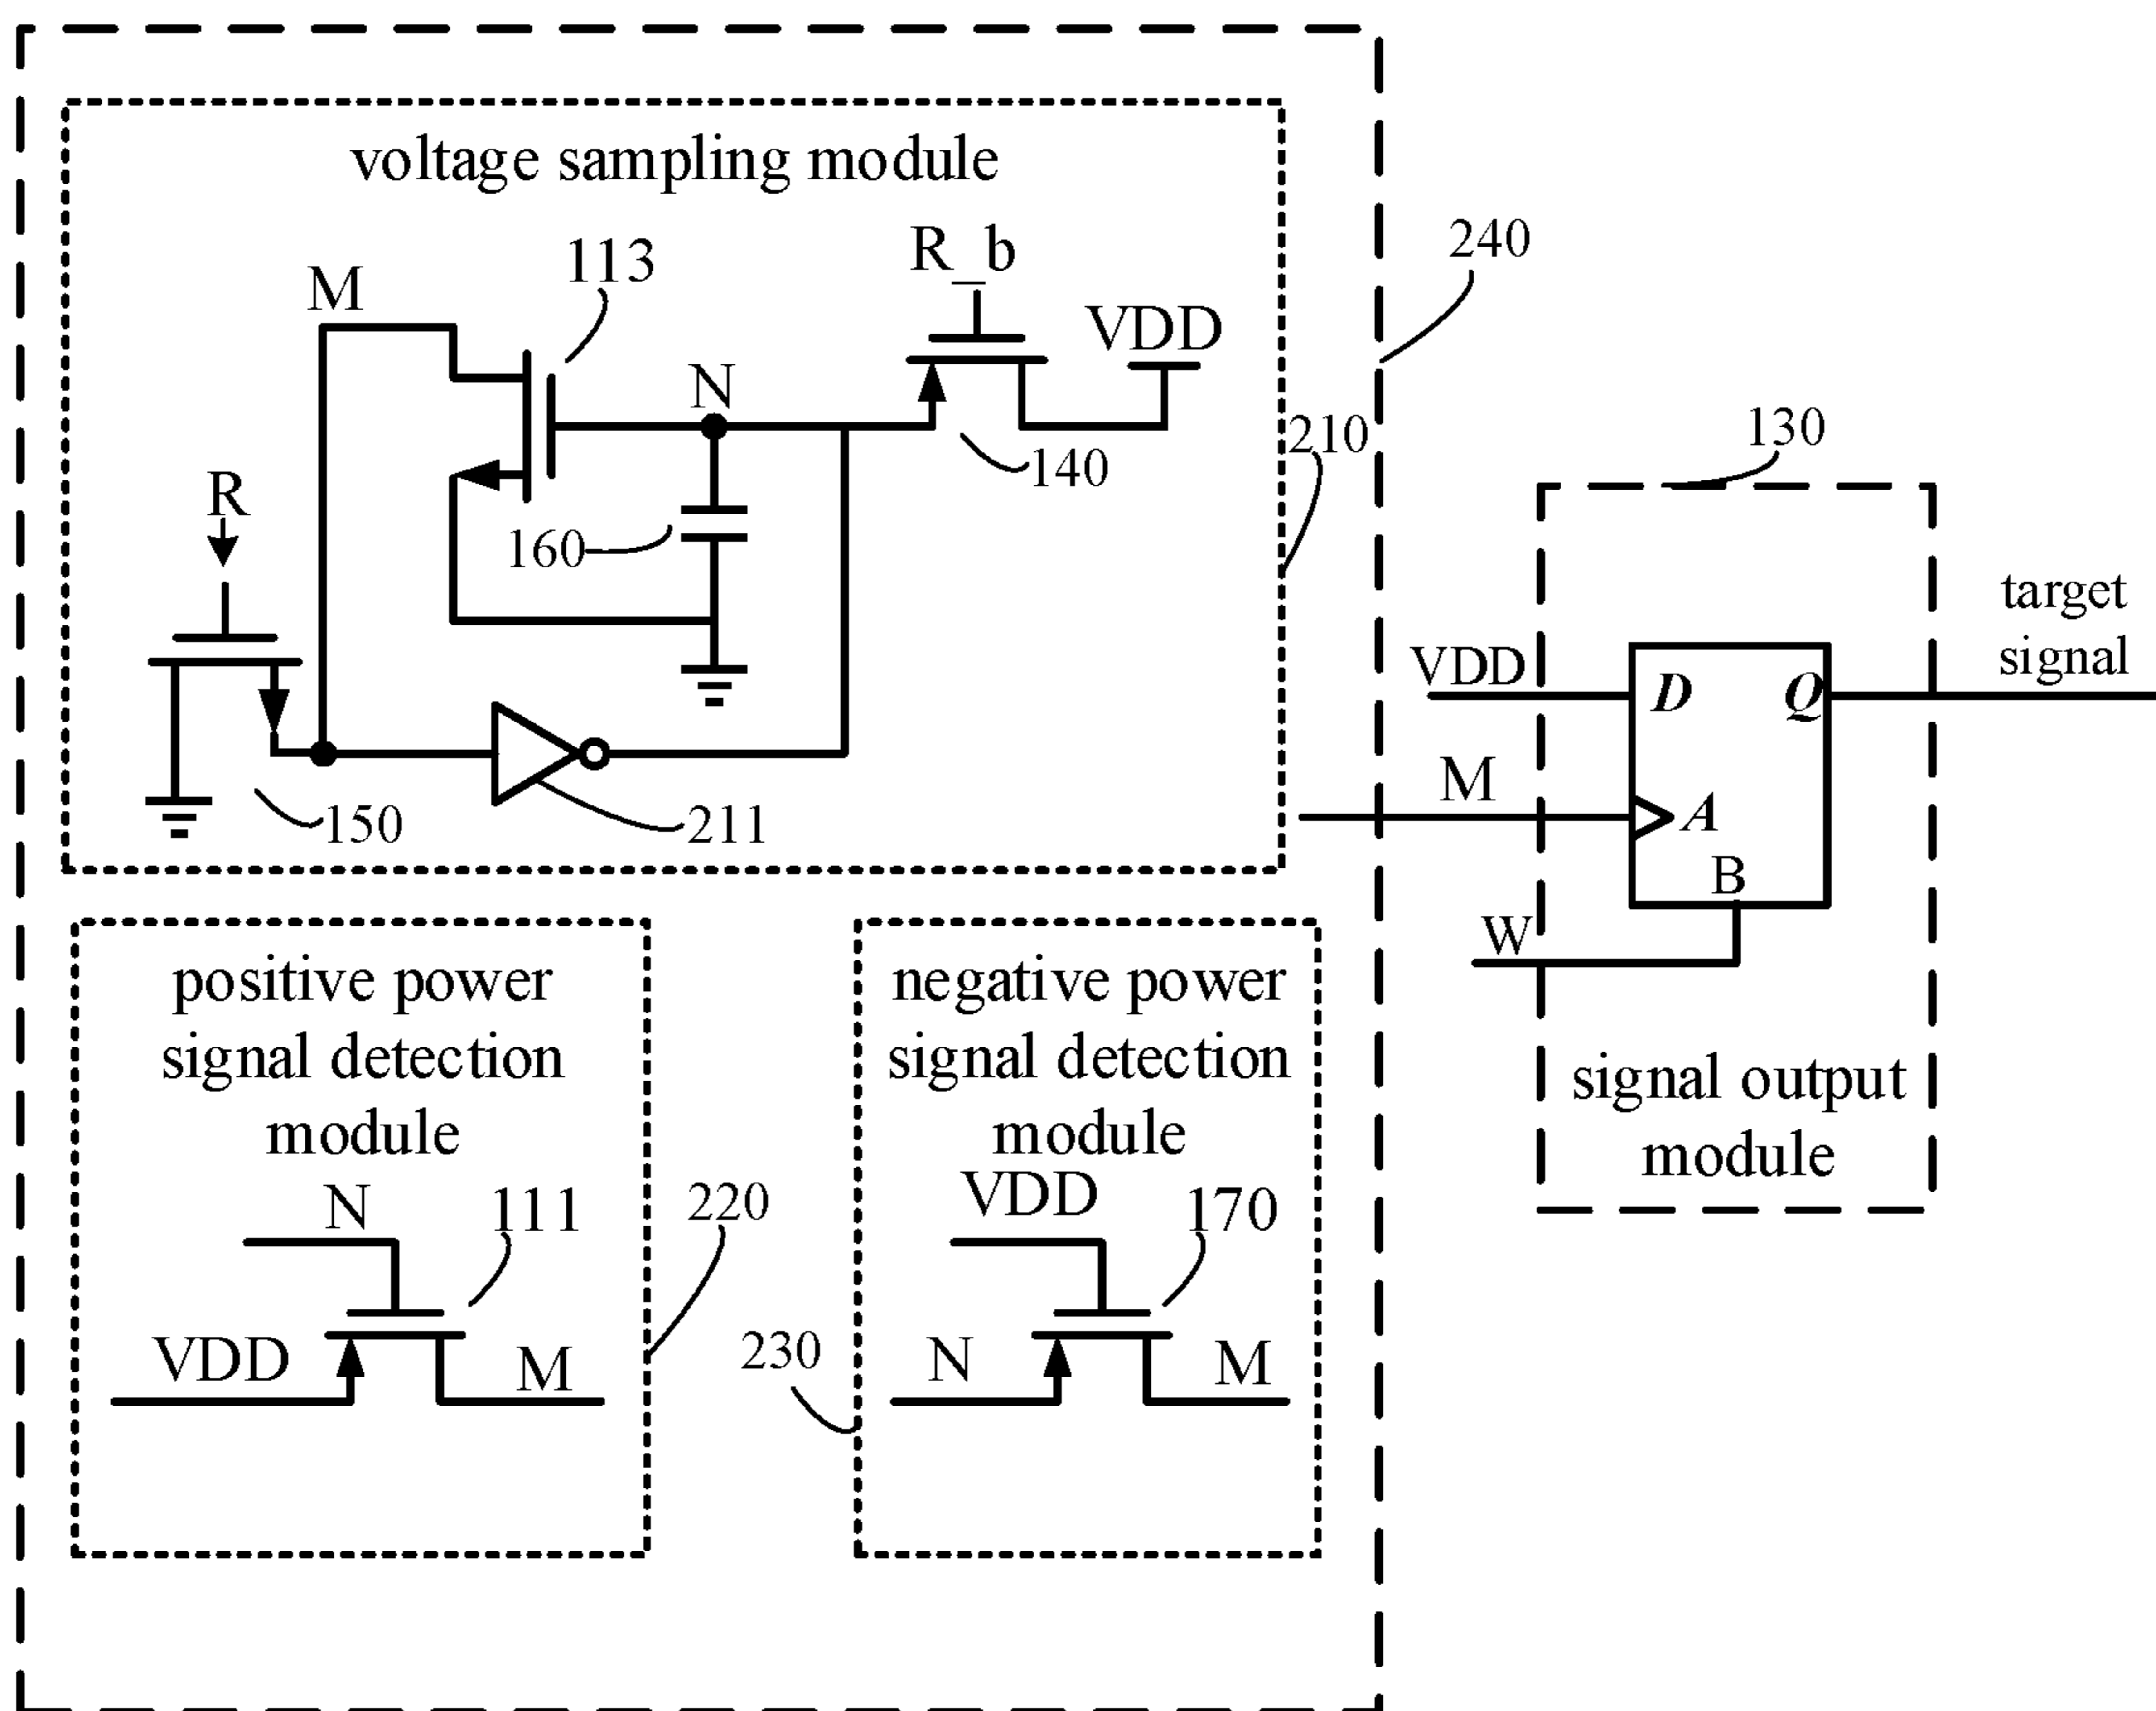 voltage sampling module
R_b
240
113
M
VDD
N
130
210
140
R
160
target
signal
VDD
D
Q
M
A
150
211
B
W
positive power
signal detection
module
negative power
signal detection
module
signal output
module
N
111
220
VDD
170
230
VDD
M
N
M